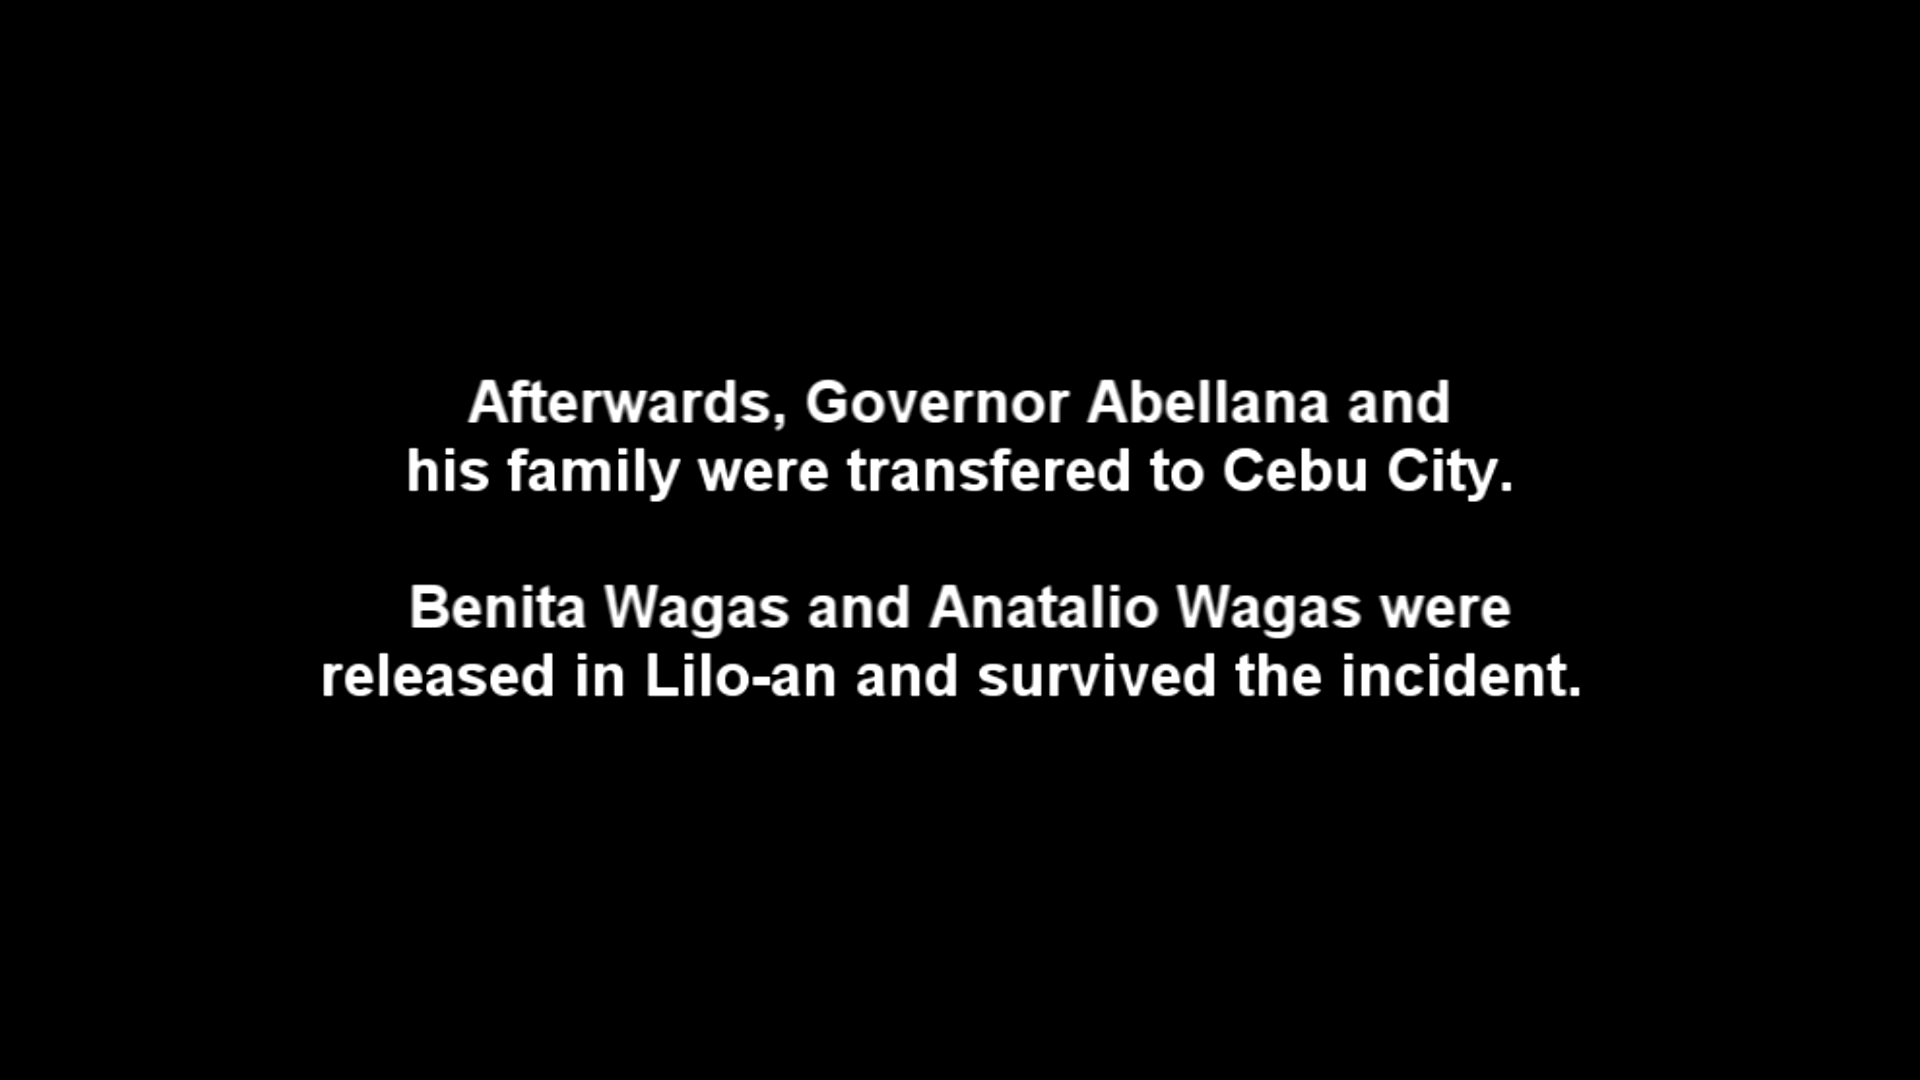 Afterwards, Governor Abellana and
his family were transfered to Cebu City.
Benita Wagas and Anatalio Wagas were
released in Lilo-an and survived the incident.